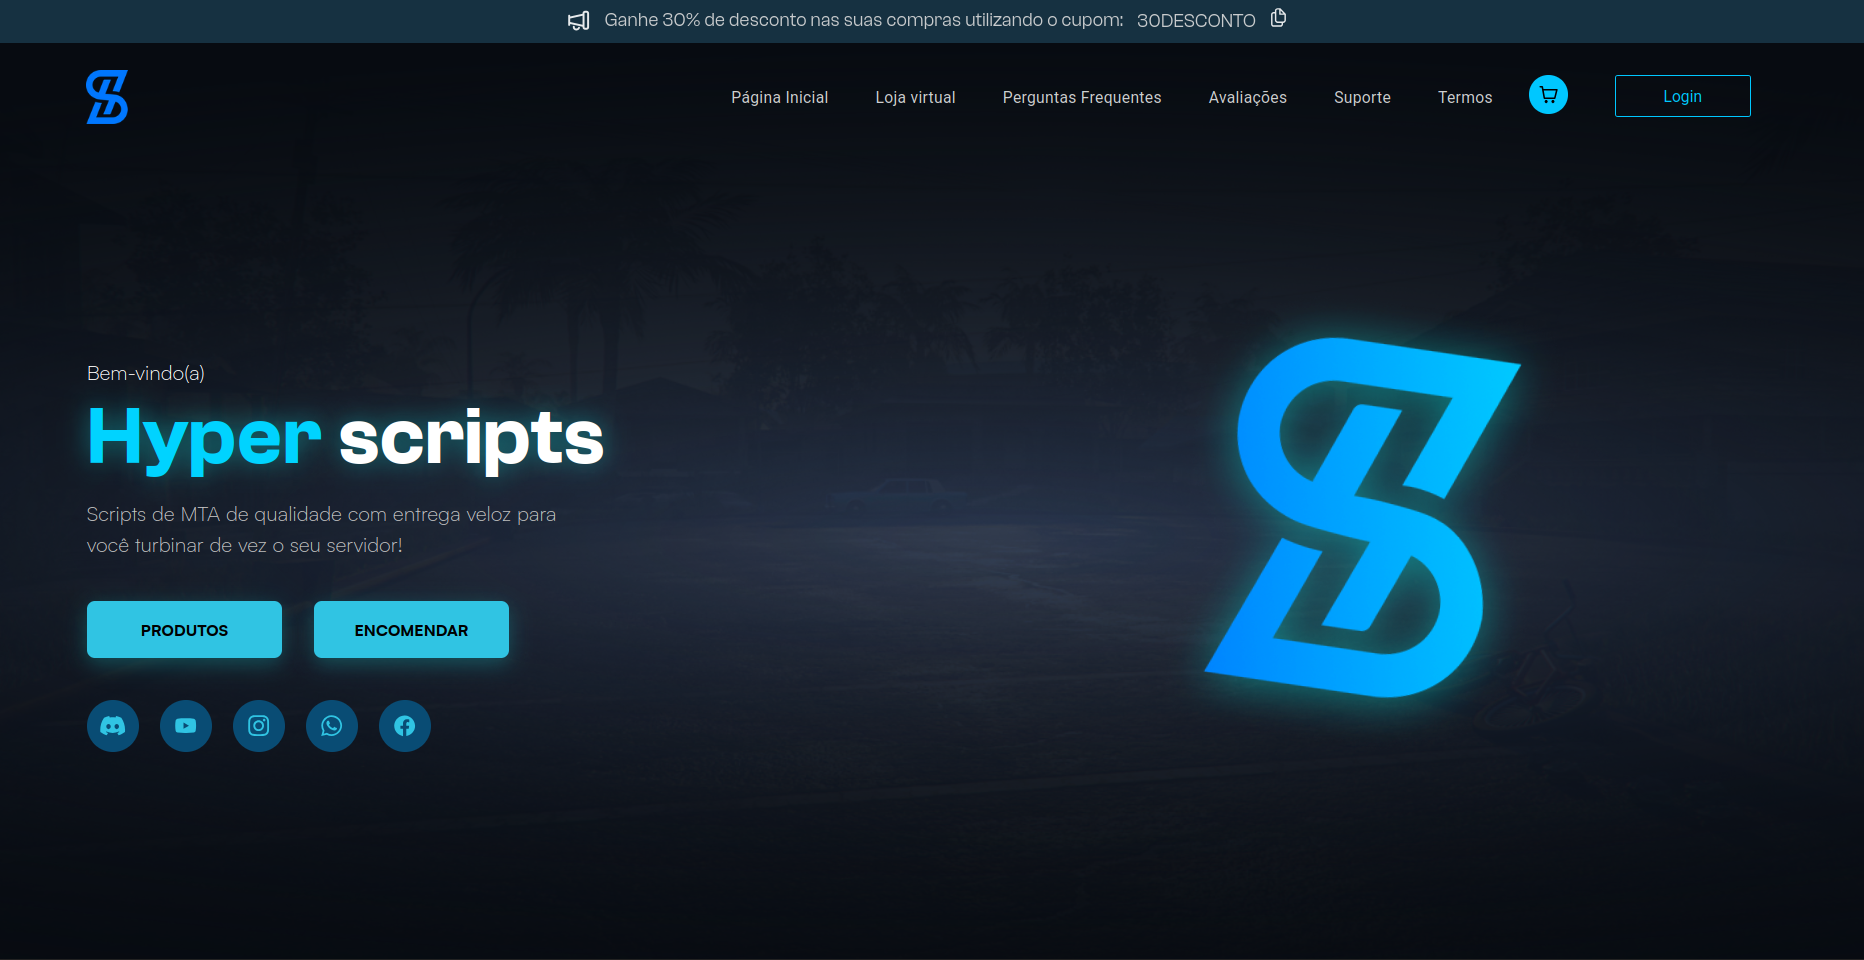 Ganhe 30% de desconto nas suas compras utilizando o cupom: 30DESCONTO
Página Inicial Loja virtual Perguntas Frequentes Avaliações Suporte Termos Login
Bem-vindo(a)
Hyper scripts
Scripts de MTA de qualidade com entrega veloz para
você turbinar de vez o seu servidor!
PRODUTOS ENCOMENDAR